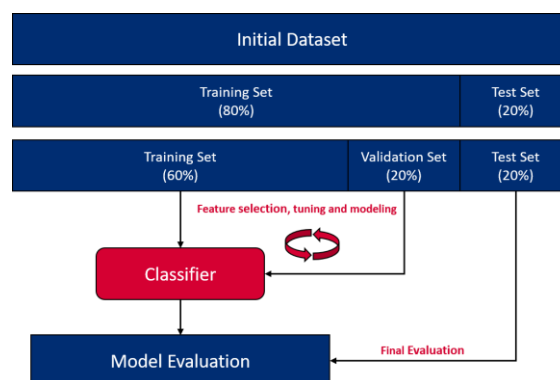 Initial Dataset
Training Set
(80%)
Test Set
(20%)
Training Set
(60%)
Validation Set
(20%)
Test Set
(20%)
Feature selection, tuning and modeling
Classifier
Model Evaluation
Final Evaluation